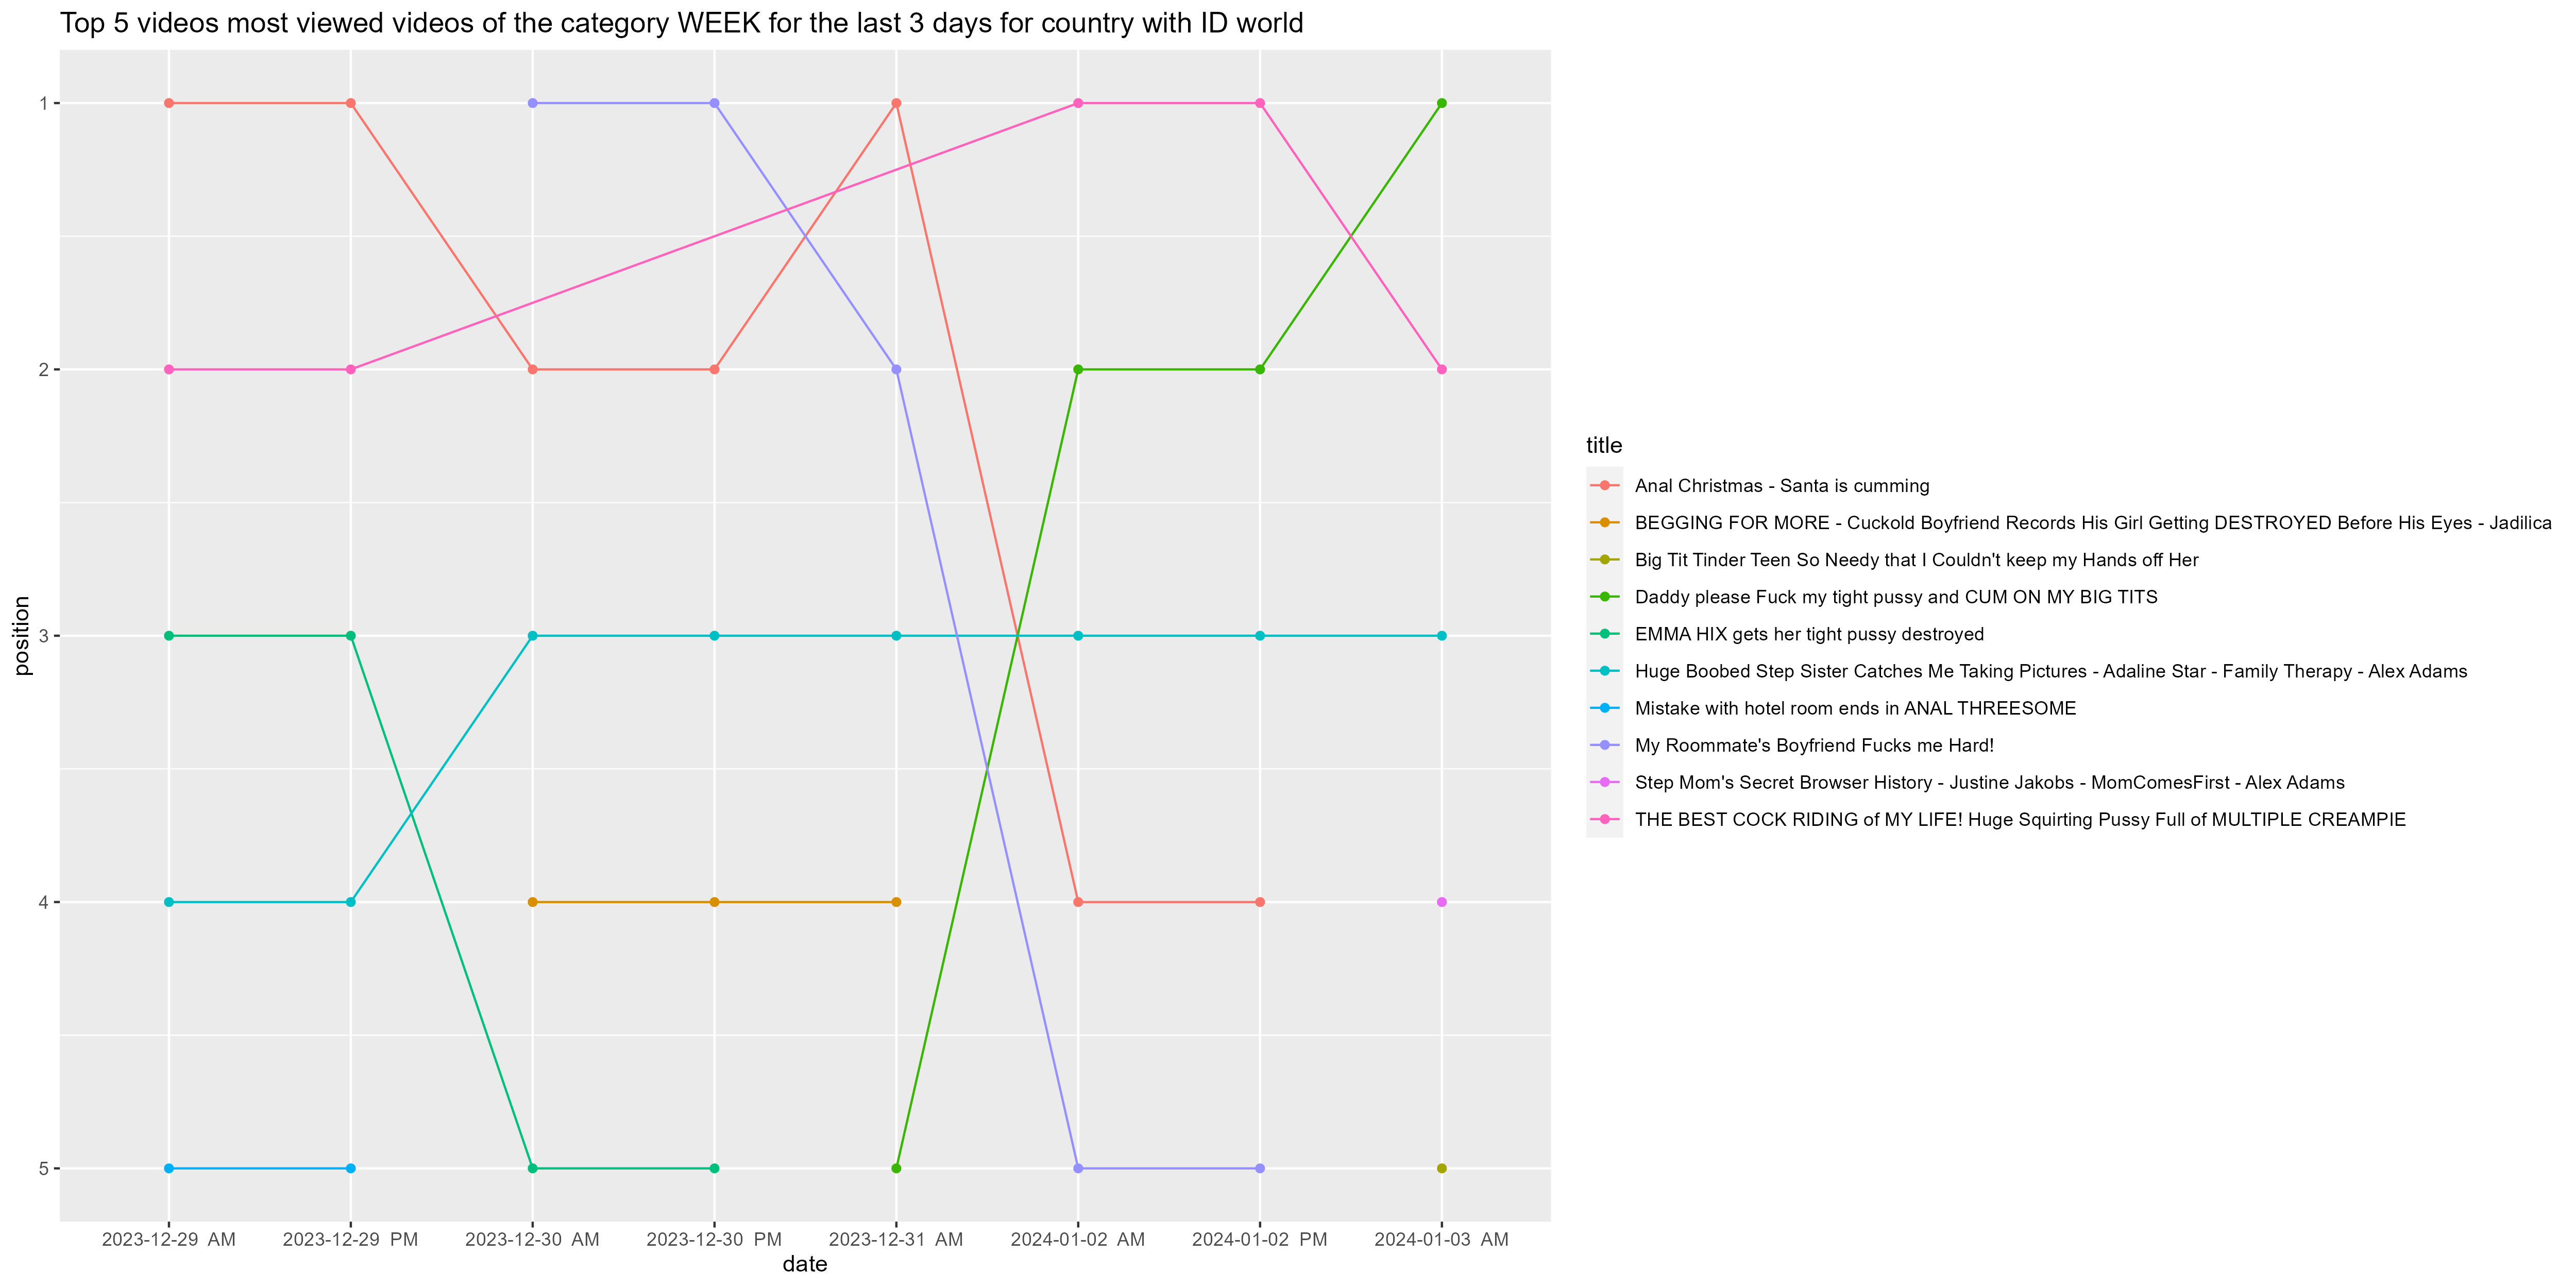 Top 5 videos most viewed videos of the category WEEK for the last 3 days for country with ID world
position
1
2
3
4
5
2023-12-29 AM
2023-12-29 PM
2023-12-30 AM
2023-12-30 PM
2023-12-31 AM
2024-01-02 AM
2024-01-02 PM
2024-01-03 AM
date
title
Anal Christmas - Santa is cumming
BEGGING FOR MORE - Cuckold Boyfriend Records His Girl Getting DESTROYED Before His Eyes - Jadilica
Big Tit Tinder Teen So Needy that I Couldn't keep my Hands off Her
Daddy please Fuck my tight pussy and CUM ON MY BIG TITS
EMMA HIX gets her tight pussy destroyed
Huge Boobed Step Sister Catches Me Taking Pictures - Adaline Star - Family Therapy - Alex Adams
Mistake with hotel room ends in ANAL THREESOME
My Roommate's Boyfriend Fucks me Hard!
Step Mom's Secret Browser History - Justine Jakobs - MomComesFirst - Alex Adams
THE BEST COCK RIDING of MY LIFE! Huge Squirting Pussy Full of MULTIPLE CREAMPIE